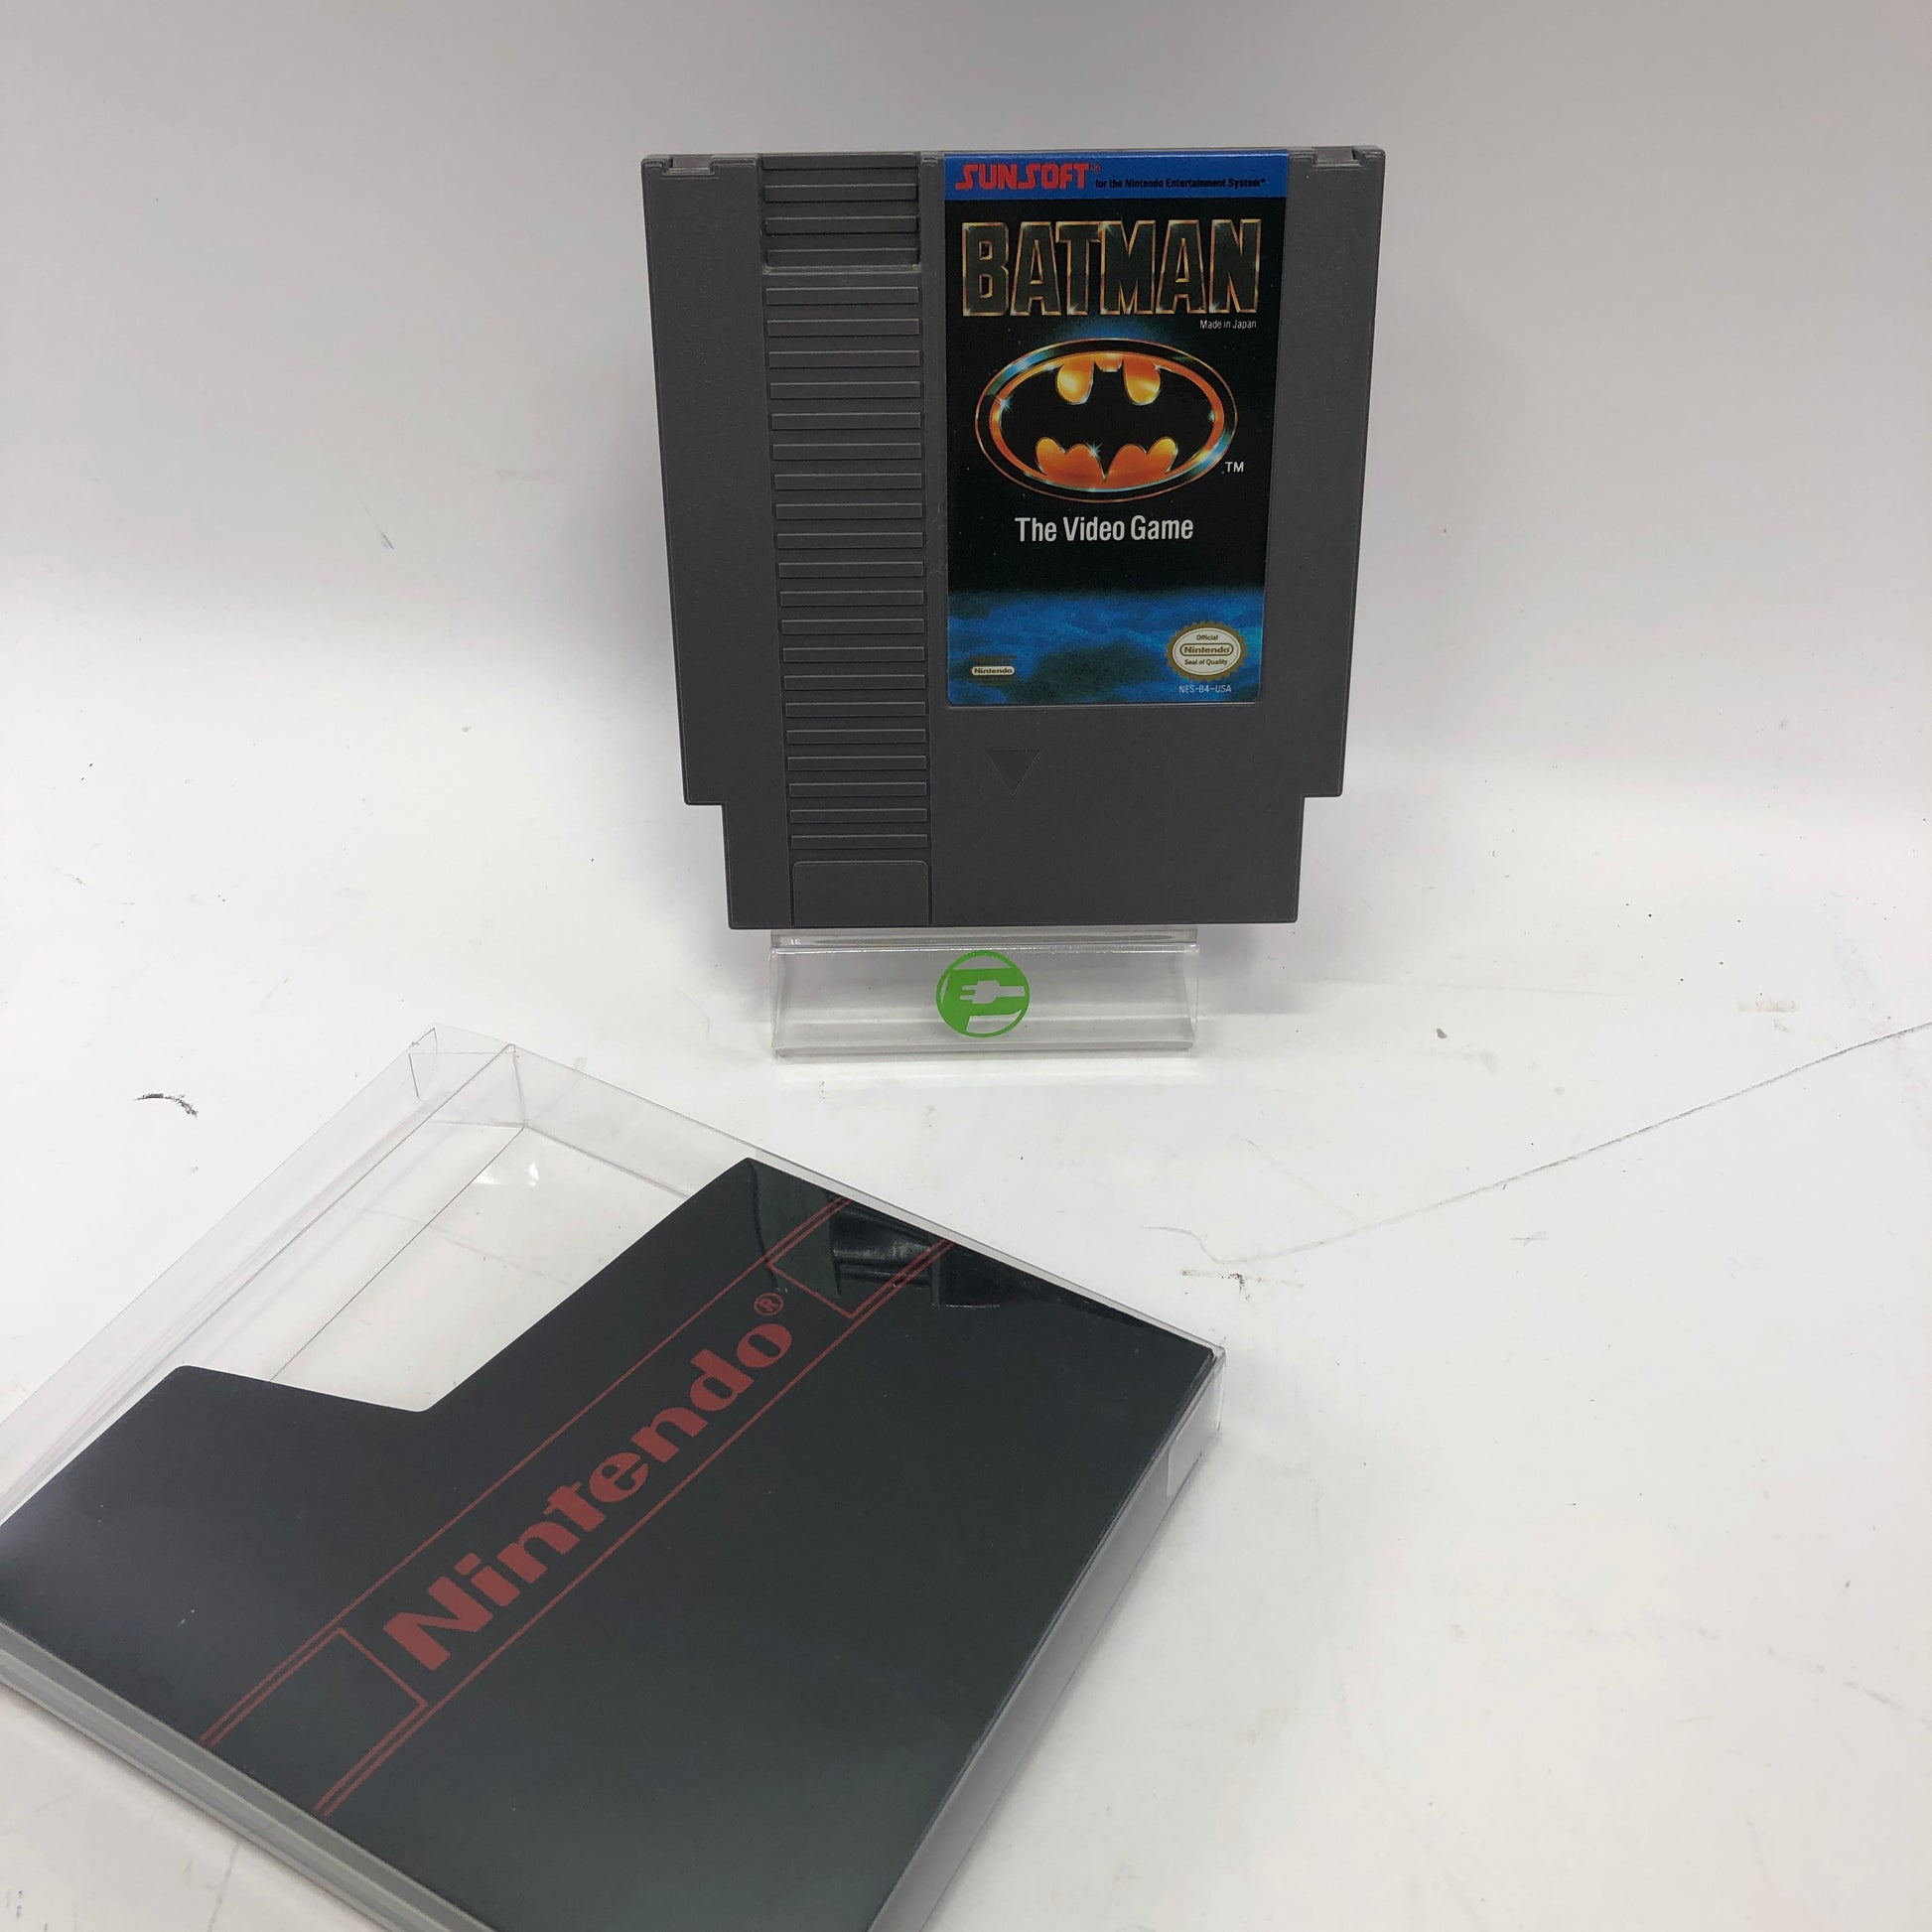 SUNSOFT® for the Nintendo Entertainment System®
BATMAN
Made in Japan
TM
The Video Game
Official
Nintendo
Seal of Quality
Nintendo
NES-B4-USA
Nintendo®